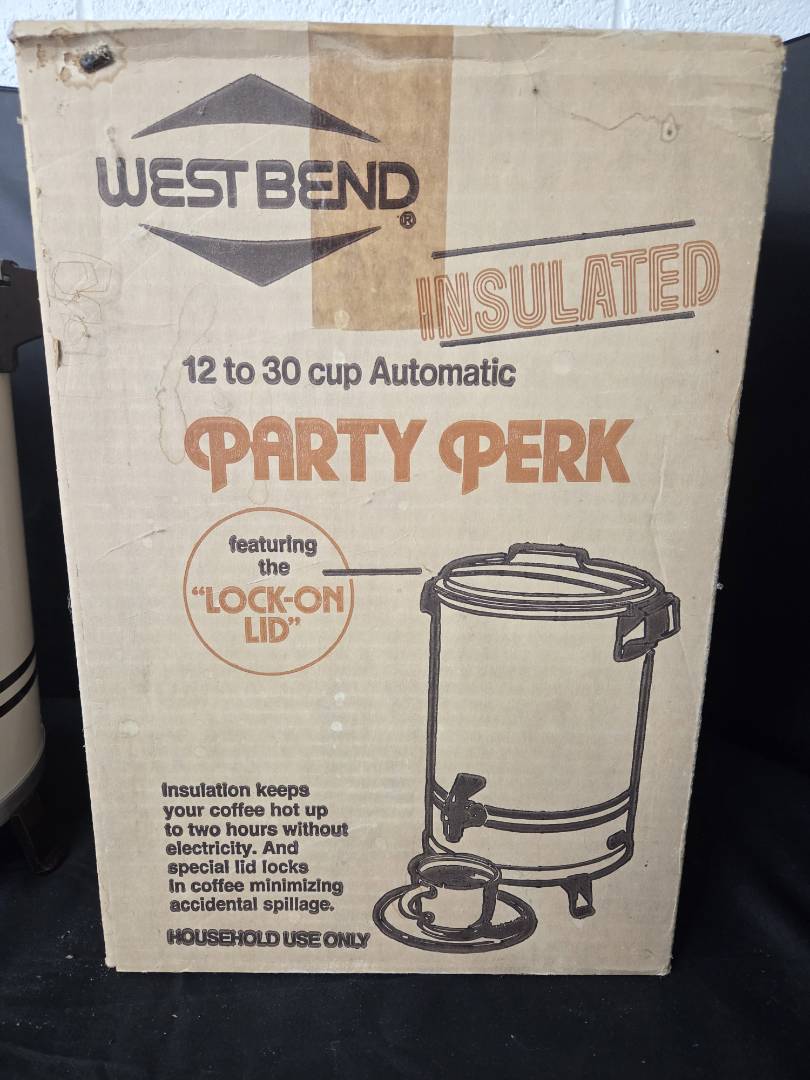 WEST BEND®
INSULATED
12 to 30 cup Automatic
PARTY PERK
featuring
the
"LOCK-ON
LID"
Insulation keeps
your coffee hot up
to two hours without
electricity. And
special lid locks
in coffee minimizing
accidental spillage.
HOUSEHOLD USE ONLY